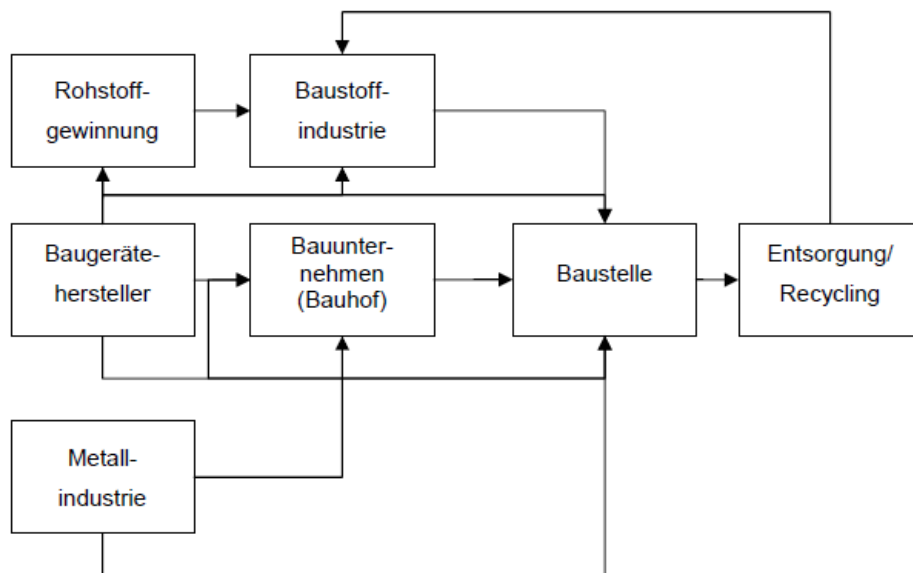 Rohstoff-
gewinnung
Baustoff-
industrie
Baugeräte-
hersteller
Bauunter-
nehmen
(Bauhof)
Baustelle
Entsorgung/
Recycling
Metall-
industrie